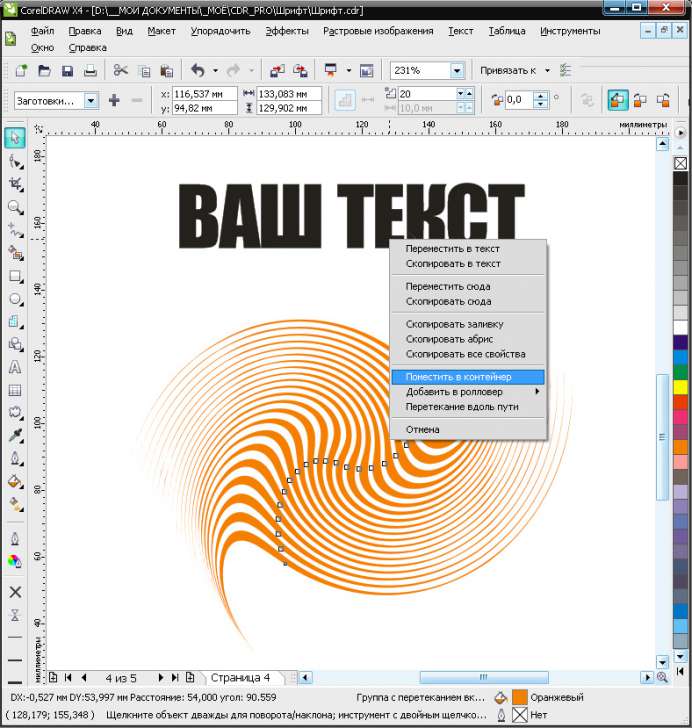 CorelDRAW X4 - [D:\__МОИ ДОКУМЕНТЫ\_МОЁ\CDR_PRO\Шрифт\Шрифт.cdr]
Файл Правка Вид Макет Упорядочить Эффекты Растровые изображения Текст Таблица Инструменты
Окно Справка
231% Привязать к
Заготовки... x: 116,537 мм 133,083 мм 20 0,0
y: 94,82 мм 129,902 мм 10,0 мм
40 60 80 100 120 140 160 180 миллиметры
180
160
140
120
100
80
60
40
миллиметры
ВАШ ТЕКСТ
Переместить в текст
Скопировать в текст
Переместить сюда
Скопировать сюда
Скопировать заливку
Скопировать абрис
Скопировать все свойства
Поместить в контейнер
Добавить в ролловер
Перетекание вдоль пути
Отмена
4 из 5 Страница 4
DX:-0,527 мм DY:53,997 мм Расстояние: 54,000 угол: 90.559 Группа с перетеканием вк... Оранжевый
( 128,179; 155,348 ) Щелкните объект дважды для поворота/наклона; инструмент с двойным щелчко... Нет